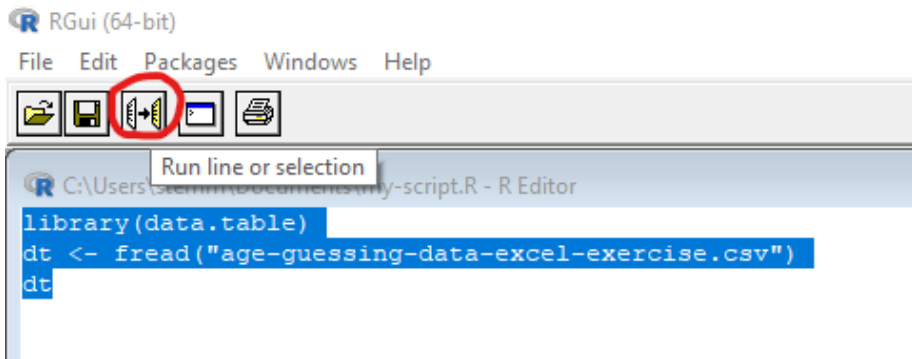 RGui (64-bit)
File Edit Packages Windows Help
Run line or selection
C:\Users\ \Documents\my-script.R - R Editor
library(data.table)
dt <- fread("age-guessing-data-excel-exercise.csv")
dt